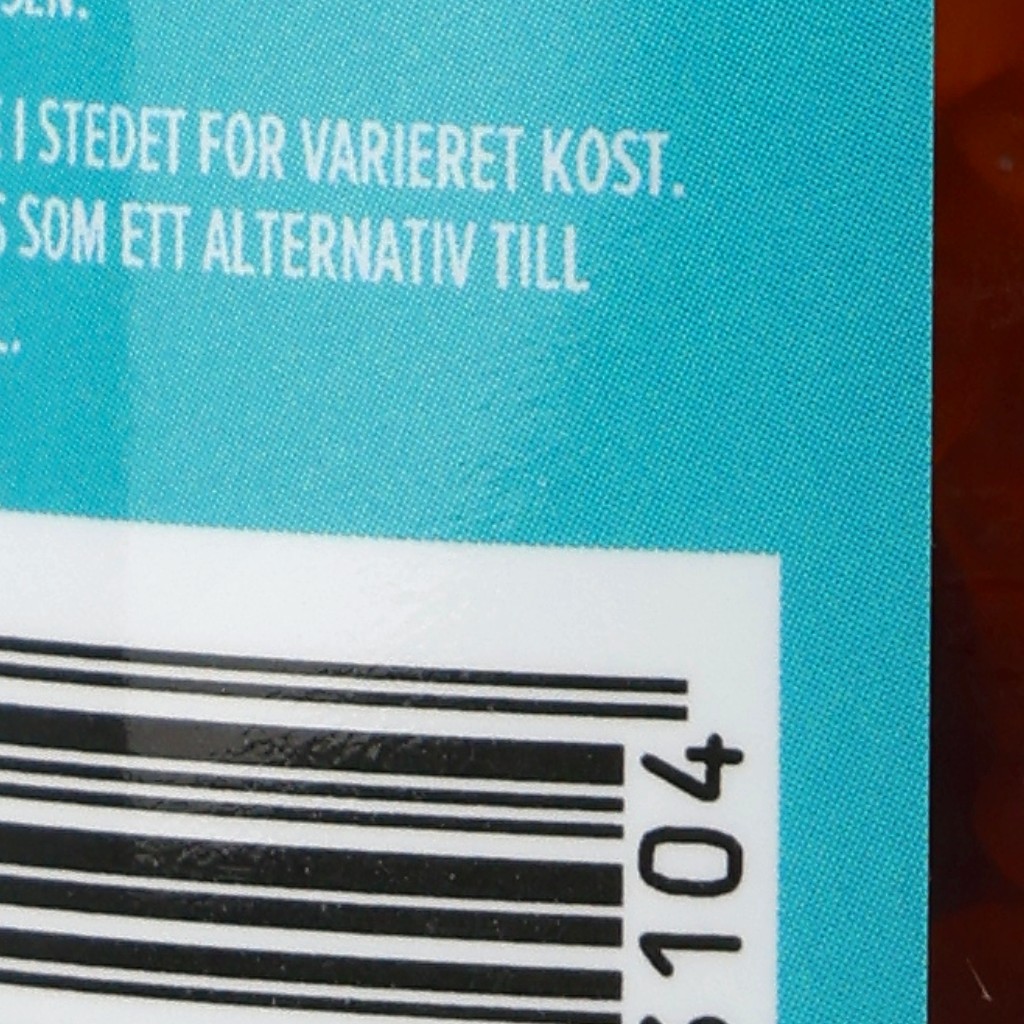 I STEDET FOR VARIERET KOST.
SOM ETT ALTERNATIV TILL
104